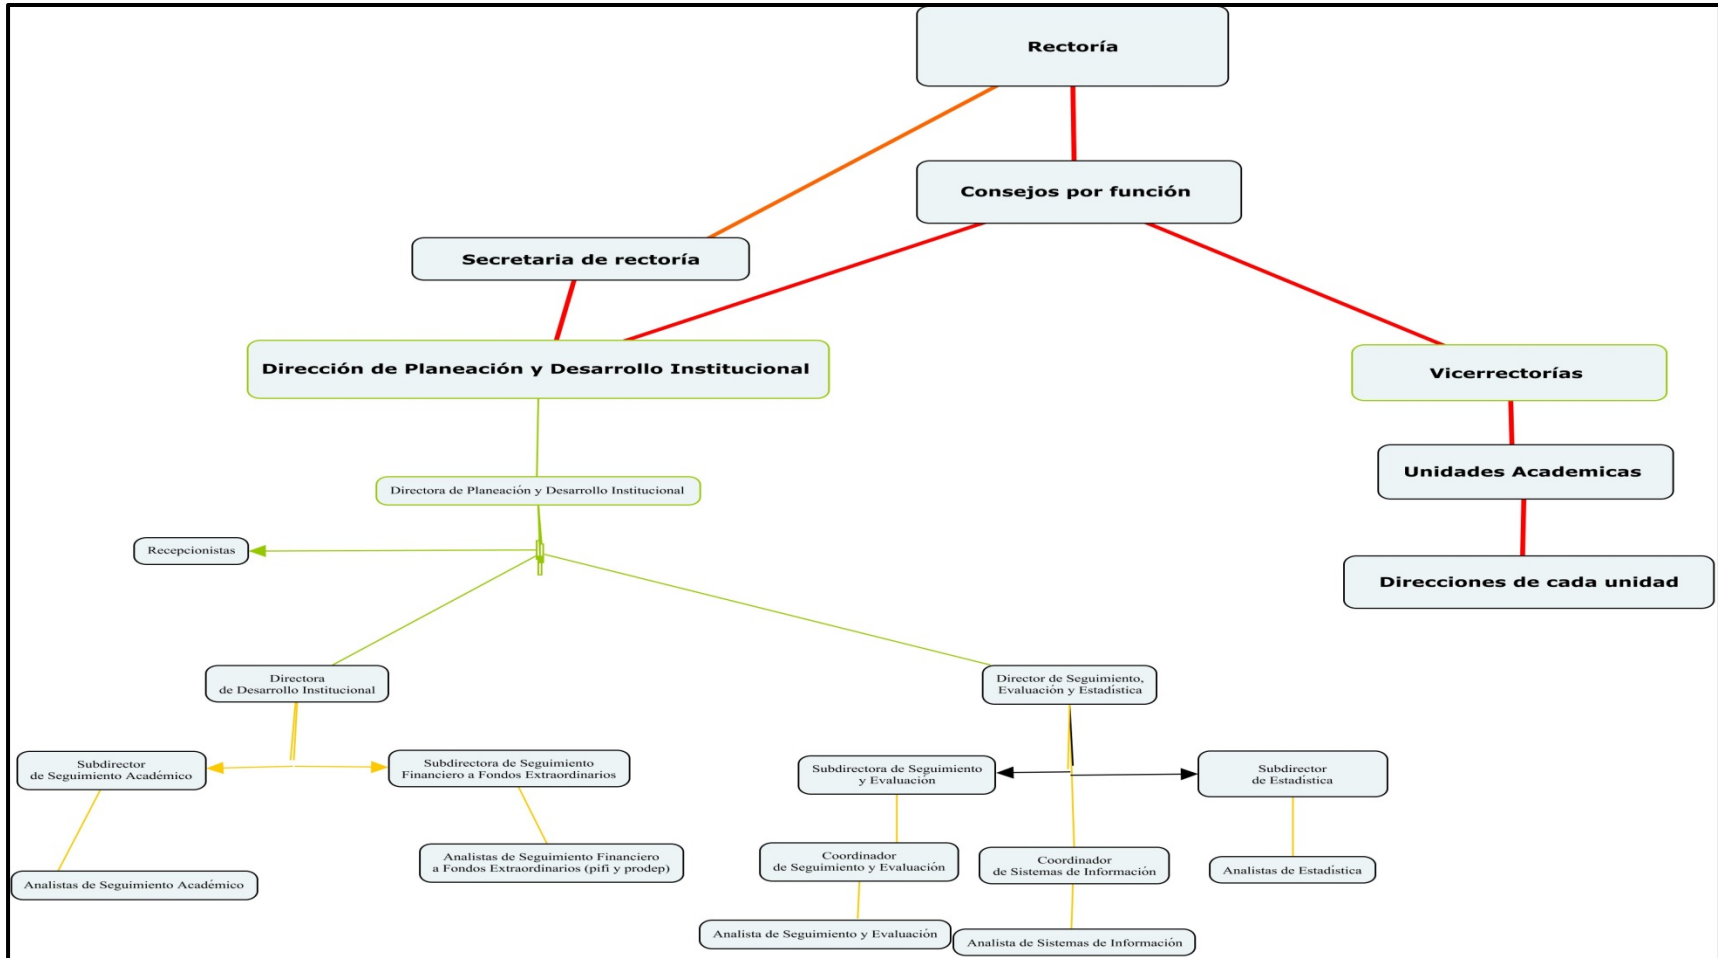 Rectoría
Consejos por función
Secretaria de rectoría
Dirección de Planeación y Desarrollo Institucional
Vicerrectorías
Unidades Academicas
Directora de Planeación y Desarrollo Institucional
Recepcionistas
Direcciones de cada unidad
Directora
de Desarrollo Institucional
Director de Seguimiento,
Evaluación y Estadística
Subdirector
de Seguimiento Académico
Subdirectora de Seguimiento
Financiero a Fondos Extraordinarios
Subdirectora de Seguimiento
y Evaluación
Subdirector
de Estadística
Analistas de Seguimiento Académico
Analistas de Seguimiento Financiero
a Fondos Extraordinarios (pifi y prodep)
Coordinador
de Seguimiento y Evaluación
Coordinador
de Sistemas de Información
Analistas de Estadística
Analista de Seguimiento y Evaluación
Analista de Sistemas de Información